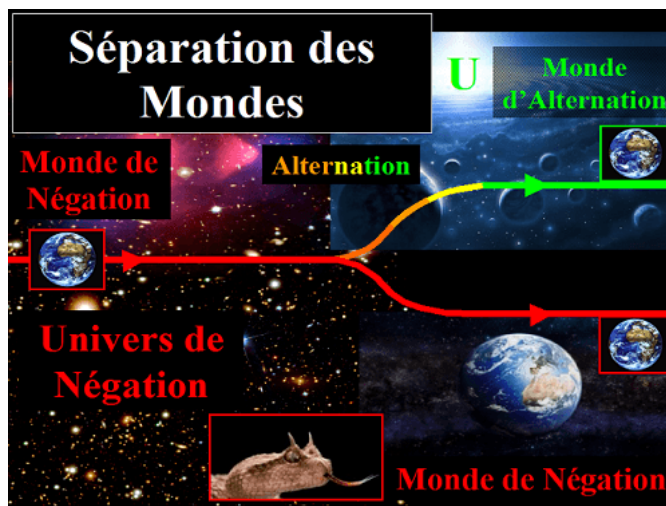 Séparation des
Mondes
U
Monde
d'Alternation
Monde de
Négation
Alternation
Univers de
Négation
Monde de Négation